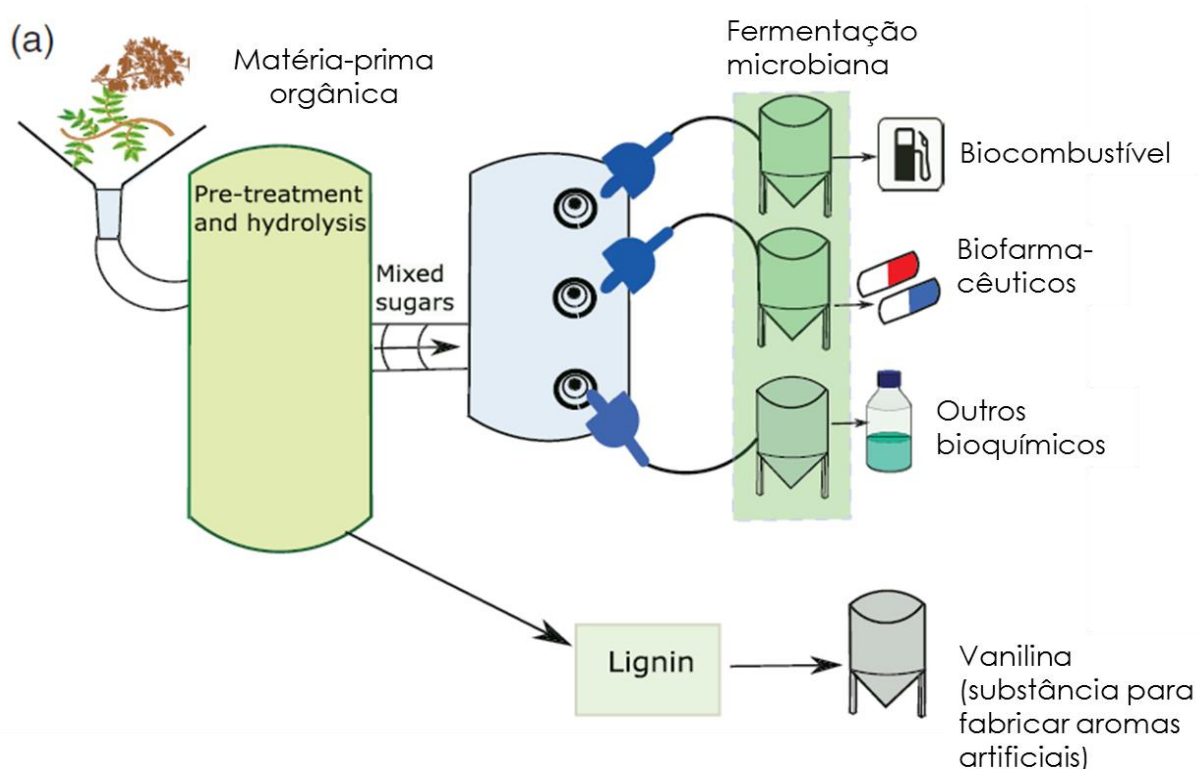 (a)
Matéria-prima
orgânica
Pre-treatment
and hydrolysis
Mixed
sugars
Fermentação
microbiana
Biocombustível
Biofarma-
cêuticos
Outros
bioquímicos
Lignin
Vanilina
(substância para
fabricar aromas
artificiais)